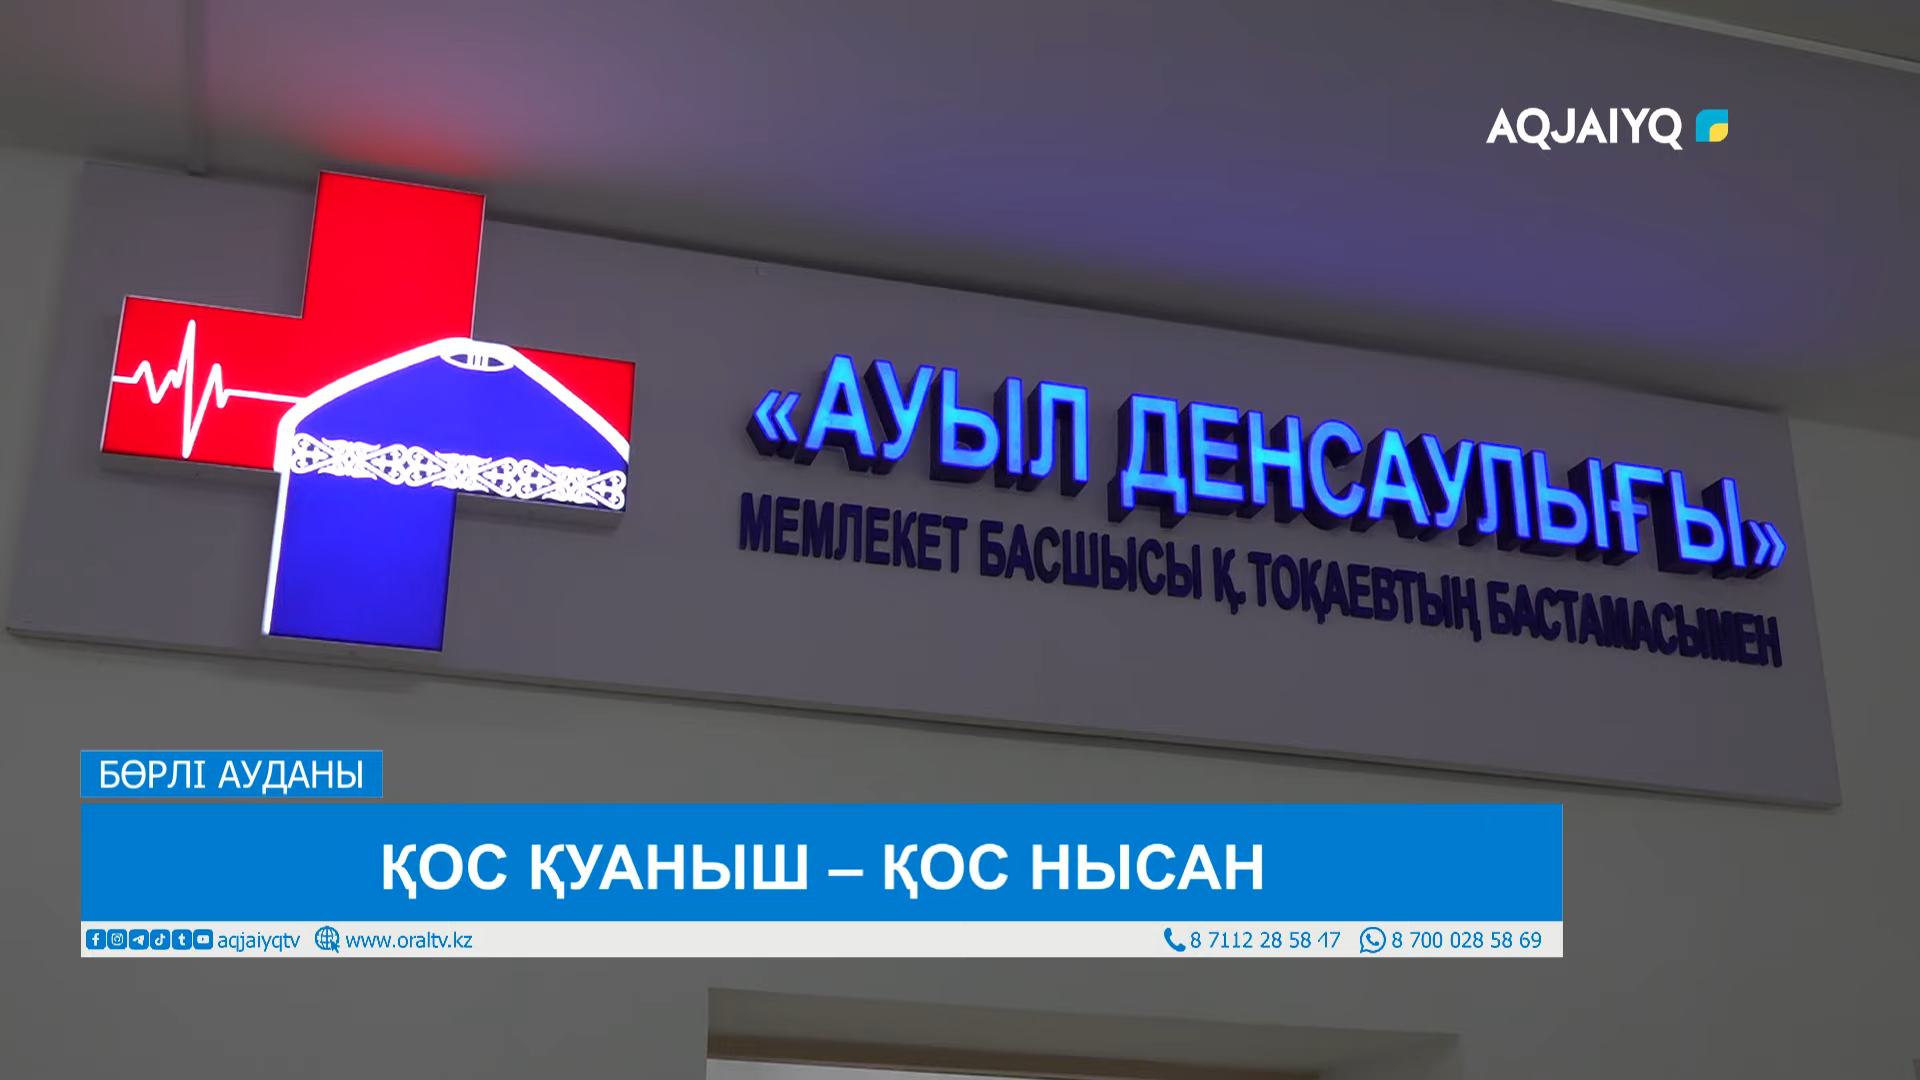 AQJAIYQ
«АУЫЛ ДЕНСАУЛЫҒЫ»
МЕМЛЕКЕТ БАСШЫСЫ Қ.ТОҚАЕВТЫҢ БАСТАМАСЫМЕН
БӨРЛІ АУДАНЫ
ҚОС ҚУАНЫШ – ҚОС НЫСАН
aqjaiyqtv www.oraltv.kz 8 7112 28 58 17 8 700 028 58 69